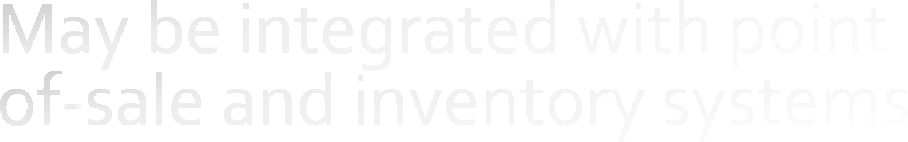 May be integrated with point
of-sale and inventory systems